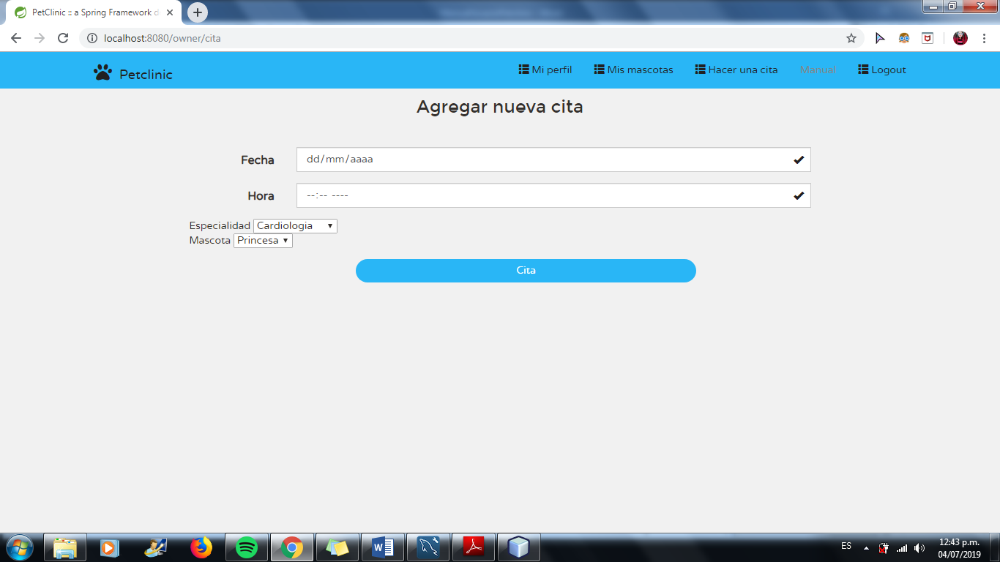 PetClinic :: a Spring Framework d
localhost:8080/owner/cita
Petclinic
Mi perfil
Mis mascotas
Hacer una cita
Manual
Logout
Agregar nueva cita
Fecha
dd/mm/aaaa
Hora
--:-- ----
Especialidad Cardiologia
Mascota Princesa
Cita
ES
12:43 p.m.
04/07/2019